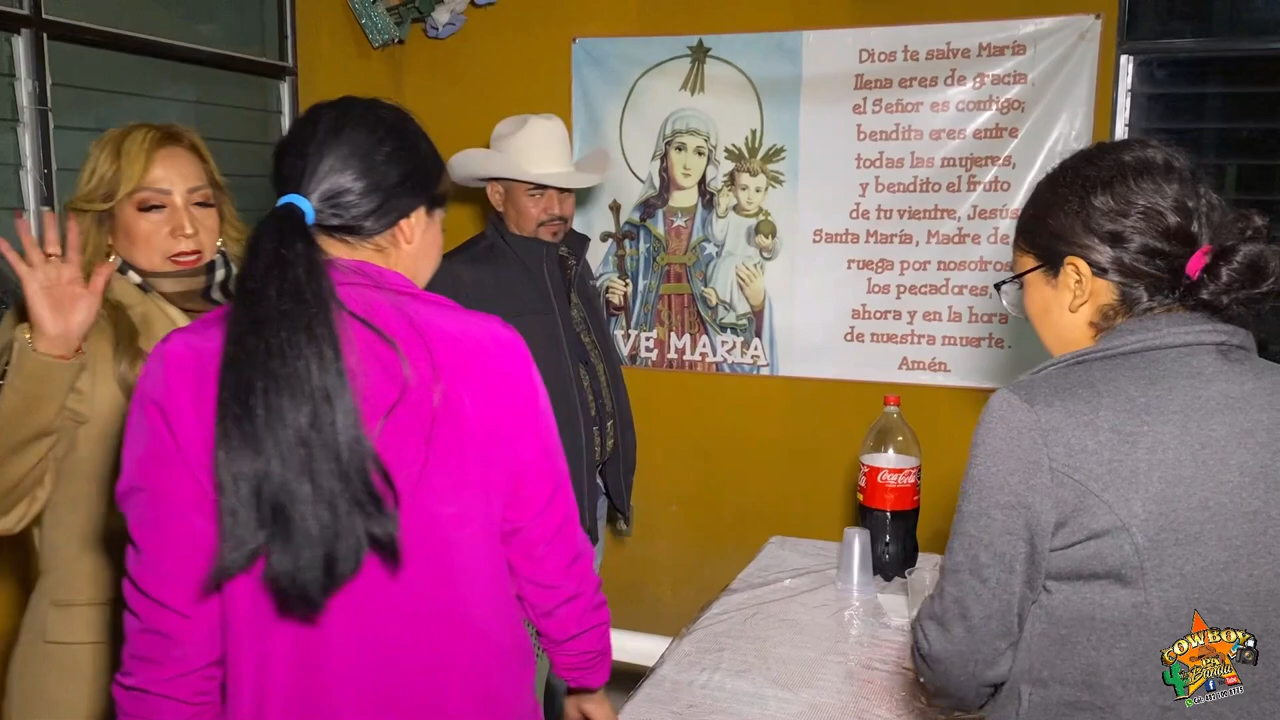 Dios te salve María
llena eres de gracia
el Señor es contigo;
bendita eres entre
todas las mujeres,
y bendito el fruto
de tu vientre, Jesús
Santa María, Madre de
ruega por nosotros
los pecadores,
ahora y en la hora
de nuestra muerte.
Amén.
VE MARIA
Coca-Cola
COWBOY